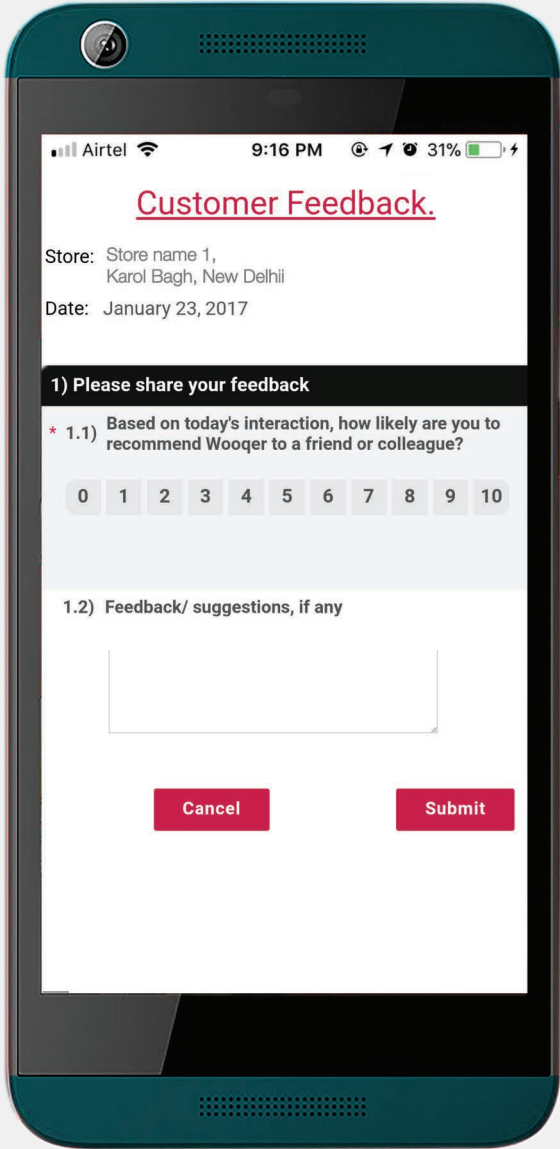 Airtel 9:16 PM 31%
Customer Feedback.
Store: Store name 1,
Karol Bagh, New Delhii
Date: January 23, 2017
1) Please share your feedback
* 1.1) Based on today's interaction, how likely are you to
recommend Wooqer to a friend or colleague?
0 1 2 3 4 5 6 7 8 9 10
1.2) Feedback/ suggestions, if any
Cancel Submit